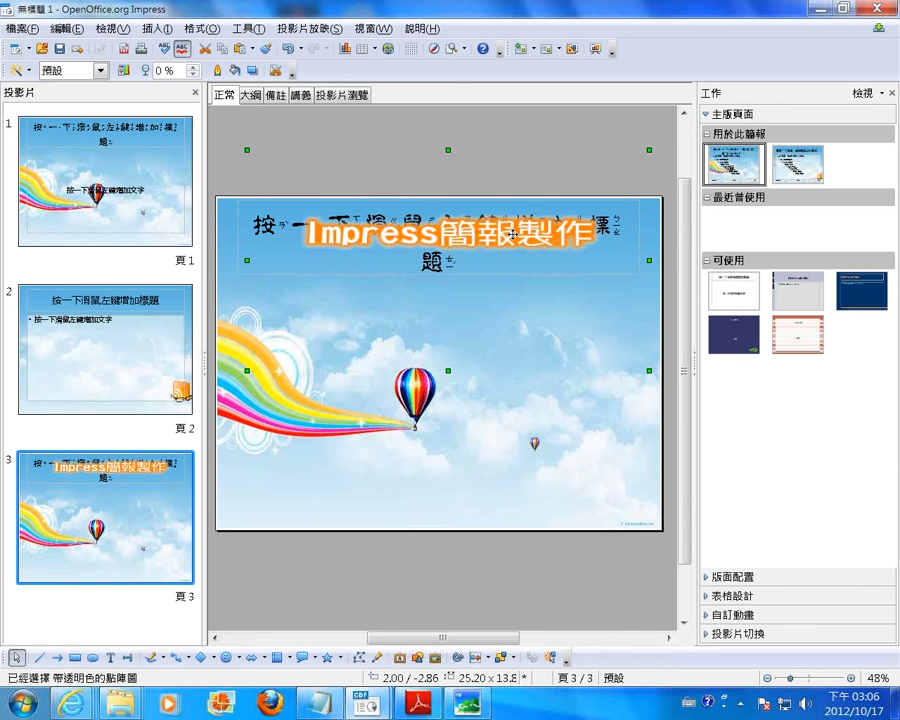 無標題 1 - OpenOffice.org Impress
檔案(F) 編輯(E) 檢視(V) 插入(I) 格式(O) 工具(T) 投影片放映(S) 視窗(W) 說明(H)
預設
0 %
投影片
正常 大綱 備註 講義 投影片瀏覽
工作
檢視
主版頁面
用於此簡報
最近曾使用
可使用
1
按一下滑鼠左鍵增加文字
頁 1
2
按一下滑鼠左鍵增加標題
按一下滑鼠左鍵增加文字
頁 2
3
Impress簡報製作
頁 3
按一下滑鼠左鍵增加標
題
Impress簡報製作
版面配置
表格設計
自訂動畫
投影片切換
已經選擇 帶透明色的點陣圖
2.00 / -2.86
25.20 x 13.8
*
頁 3 / 3
預設
48%
下午 03:06
2012/10/17